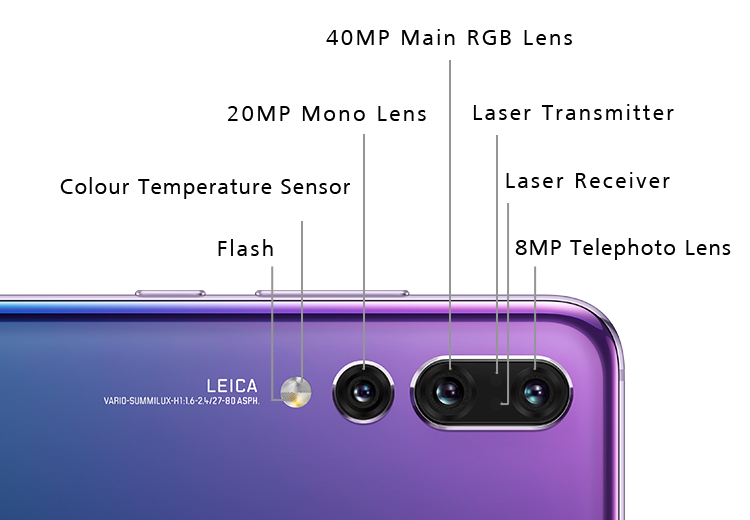 40MP Main RGB Lens
20MP Mono Lens
Laser Transmitter
Colour Temperature Sensor
Laser Receiver
Flash
8MP Telephoto Lens
LEICA
VARIO-SUMMILUX-H1:1.6-2.4/27-80 ASPH.